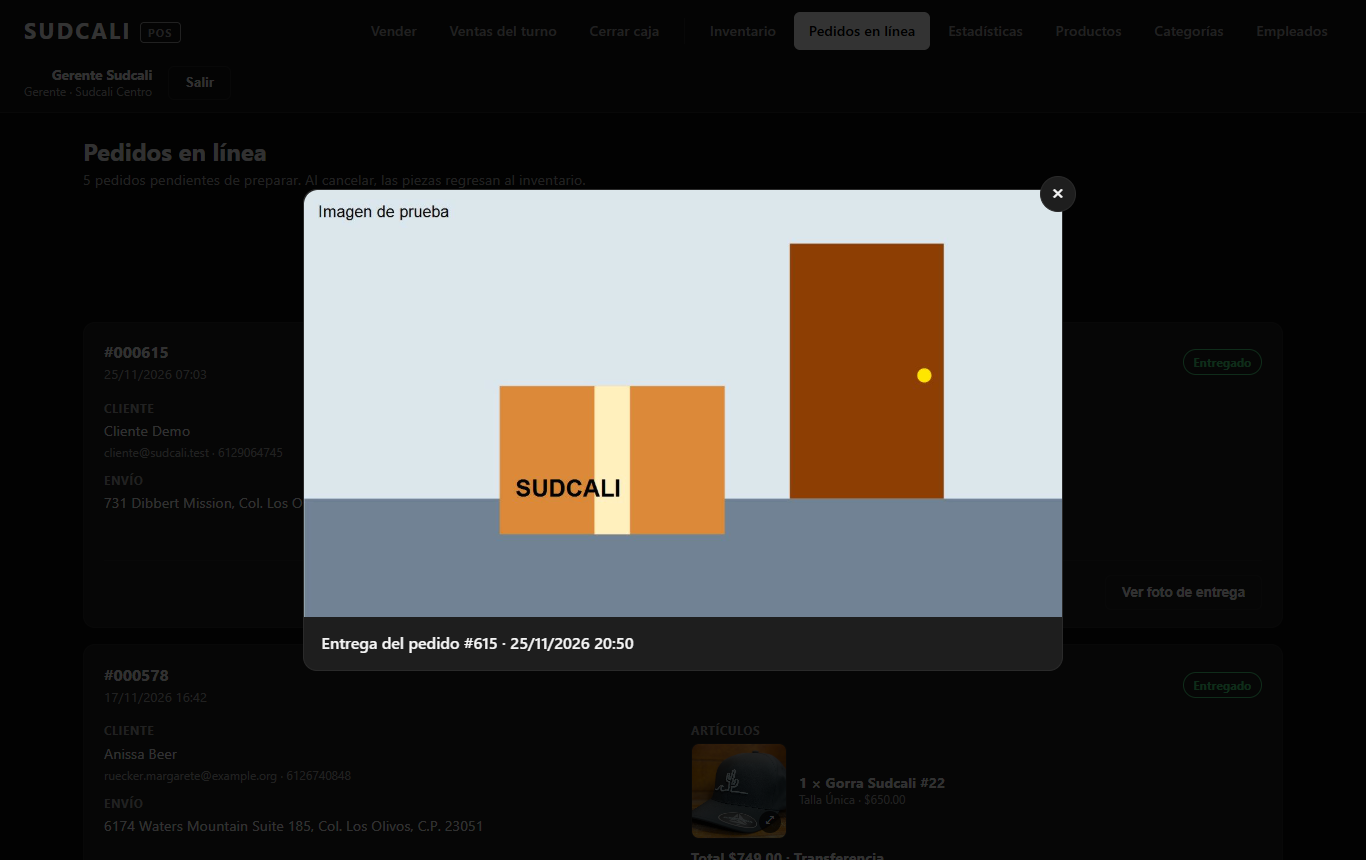 SUDCALI POS
Vender
Ventas del turno
Cerrar caja
Inventario
Pedidos en línea
Estadísticas
Productos
Categorías
Empleados
Gerente Sudcali
Gerente · Sudcali Centro
Salir
Pedidos en línea
5 pedidos pendientes de preparar. Al cancelar, las piezas regresan al inventario.
×
Imagen de prueba
SUDCALI
Entrega del pedido #615 · 25/11/2026 20:50
#000615
25/11/2026 07:03
Entregado
CLIENTE
Cliente Demo
cliente@sudcali.test · 6129064745
ENVÍO
731 Dibbert Mission, Col. Los O
Ver foto de entrega
#000578
17/11/2026 16:42
Entregado
CLIENTE
Anissa Beer
ruecker.margarete@example.org · 6126740848
ENVÍO
6174 Waters Mountain Suite 185, Col. Los Olivos, C.P. 23051
ARTÍCULOS
1 × Gorra Sudcali #22
Talla Única · $650.00
Total $749.00 · Transferencia